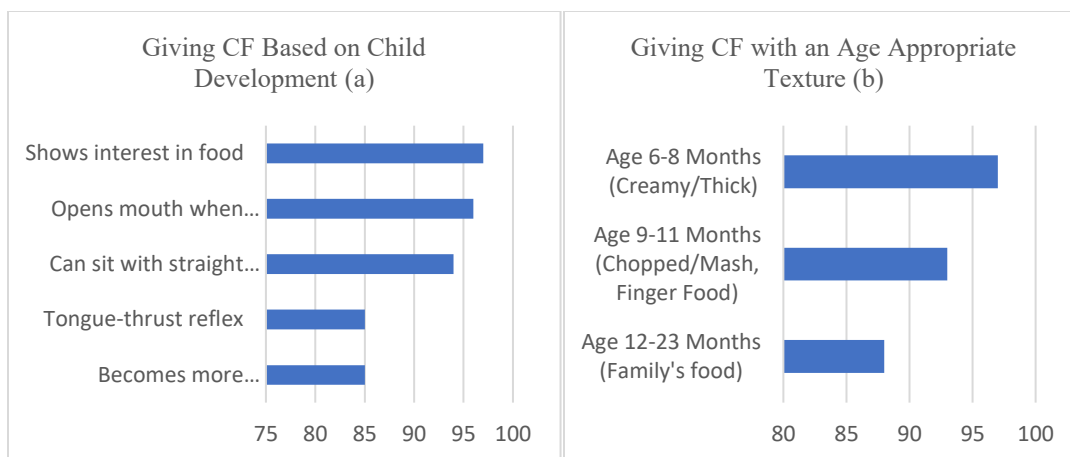 Giving CF Based on Child
Development (a)
Shows interest in food
Opens mouth when...
Can sit with straight...
Tongue-thrust reflex
Becomes more...
75 80 85 90 95 100
Giving CF with an Age Appropriate
Texture (b)
Age 6-8 Months
(Creamy/Thick)
Age 9-11 Months
(Chopped/Mash,
Finger Food)
Age 12-23 Months
(Family's food)
80 85 90 95 100